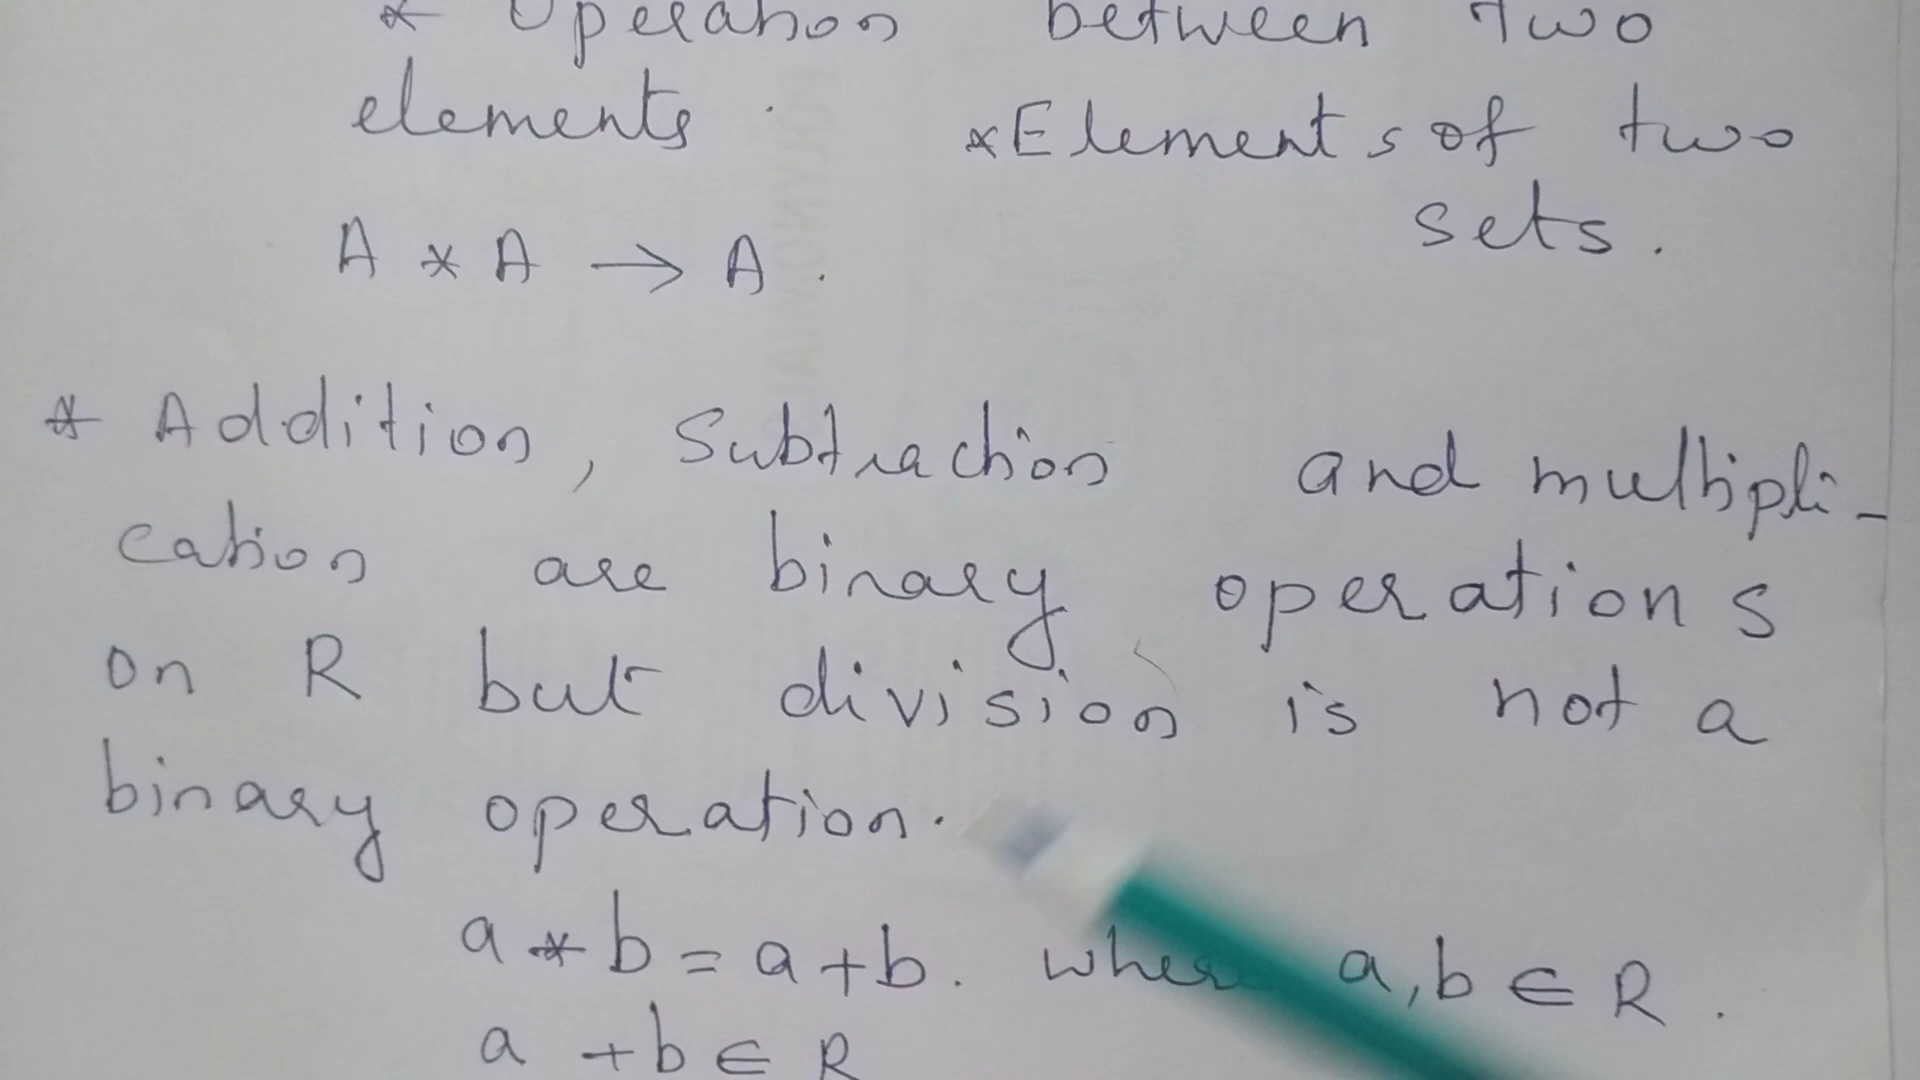 * Operation between two
elements. *Elements of two
sets.
A * A → A.
* Addition, Subtraction and multipli-
cation are binary operations
on R but division is not a
binary operation.
a * b = a + b. where a, b ∈ R.
a + b ∈ R